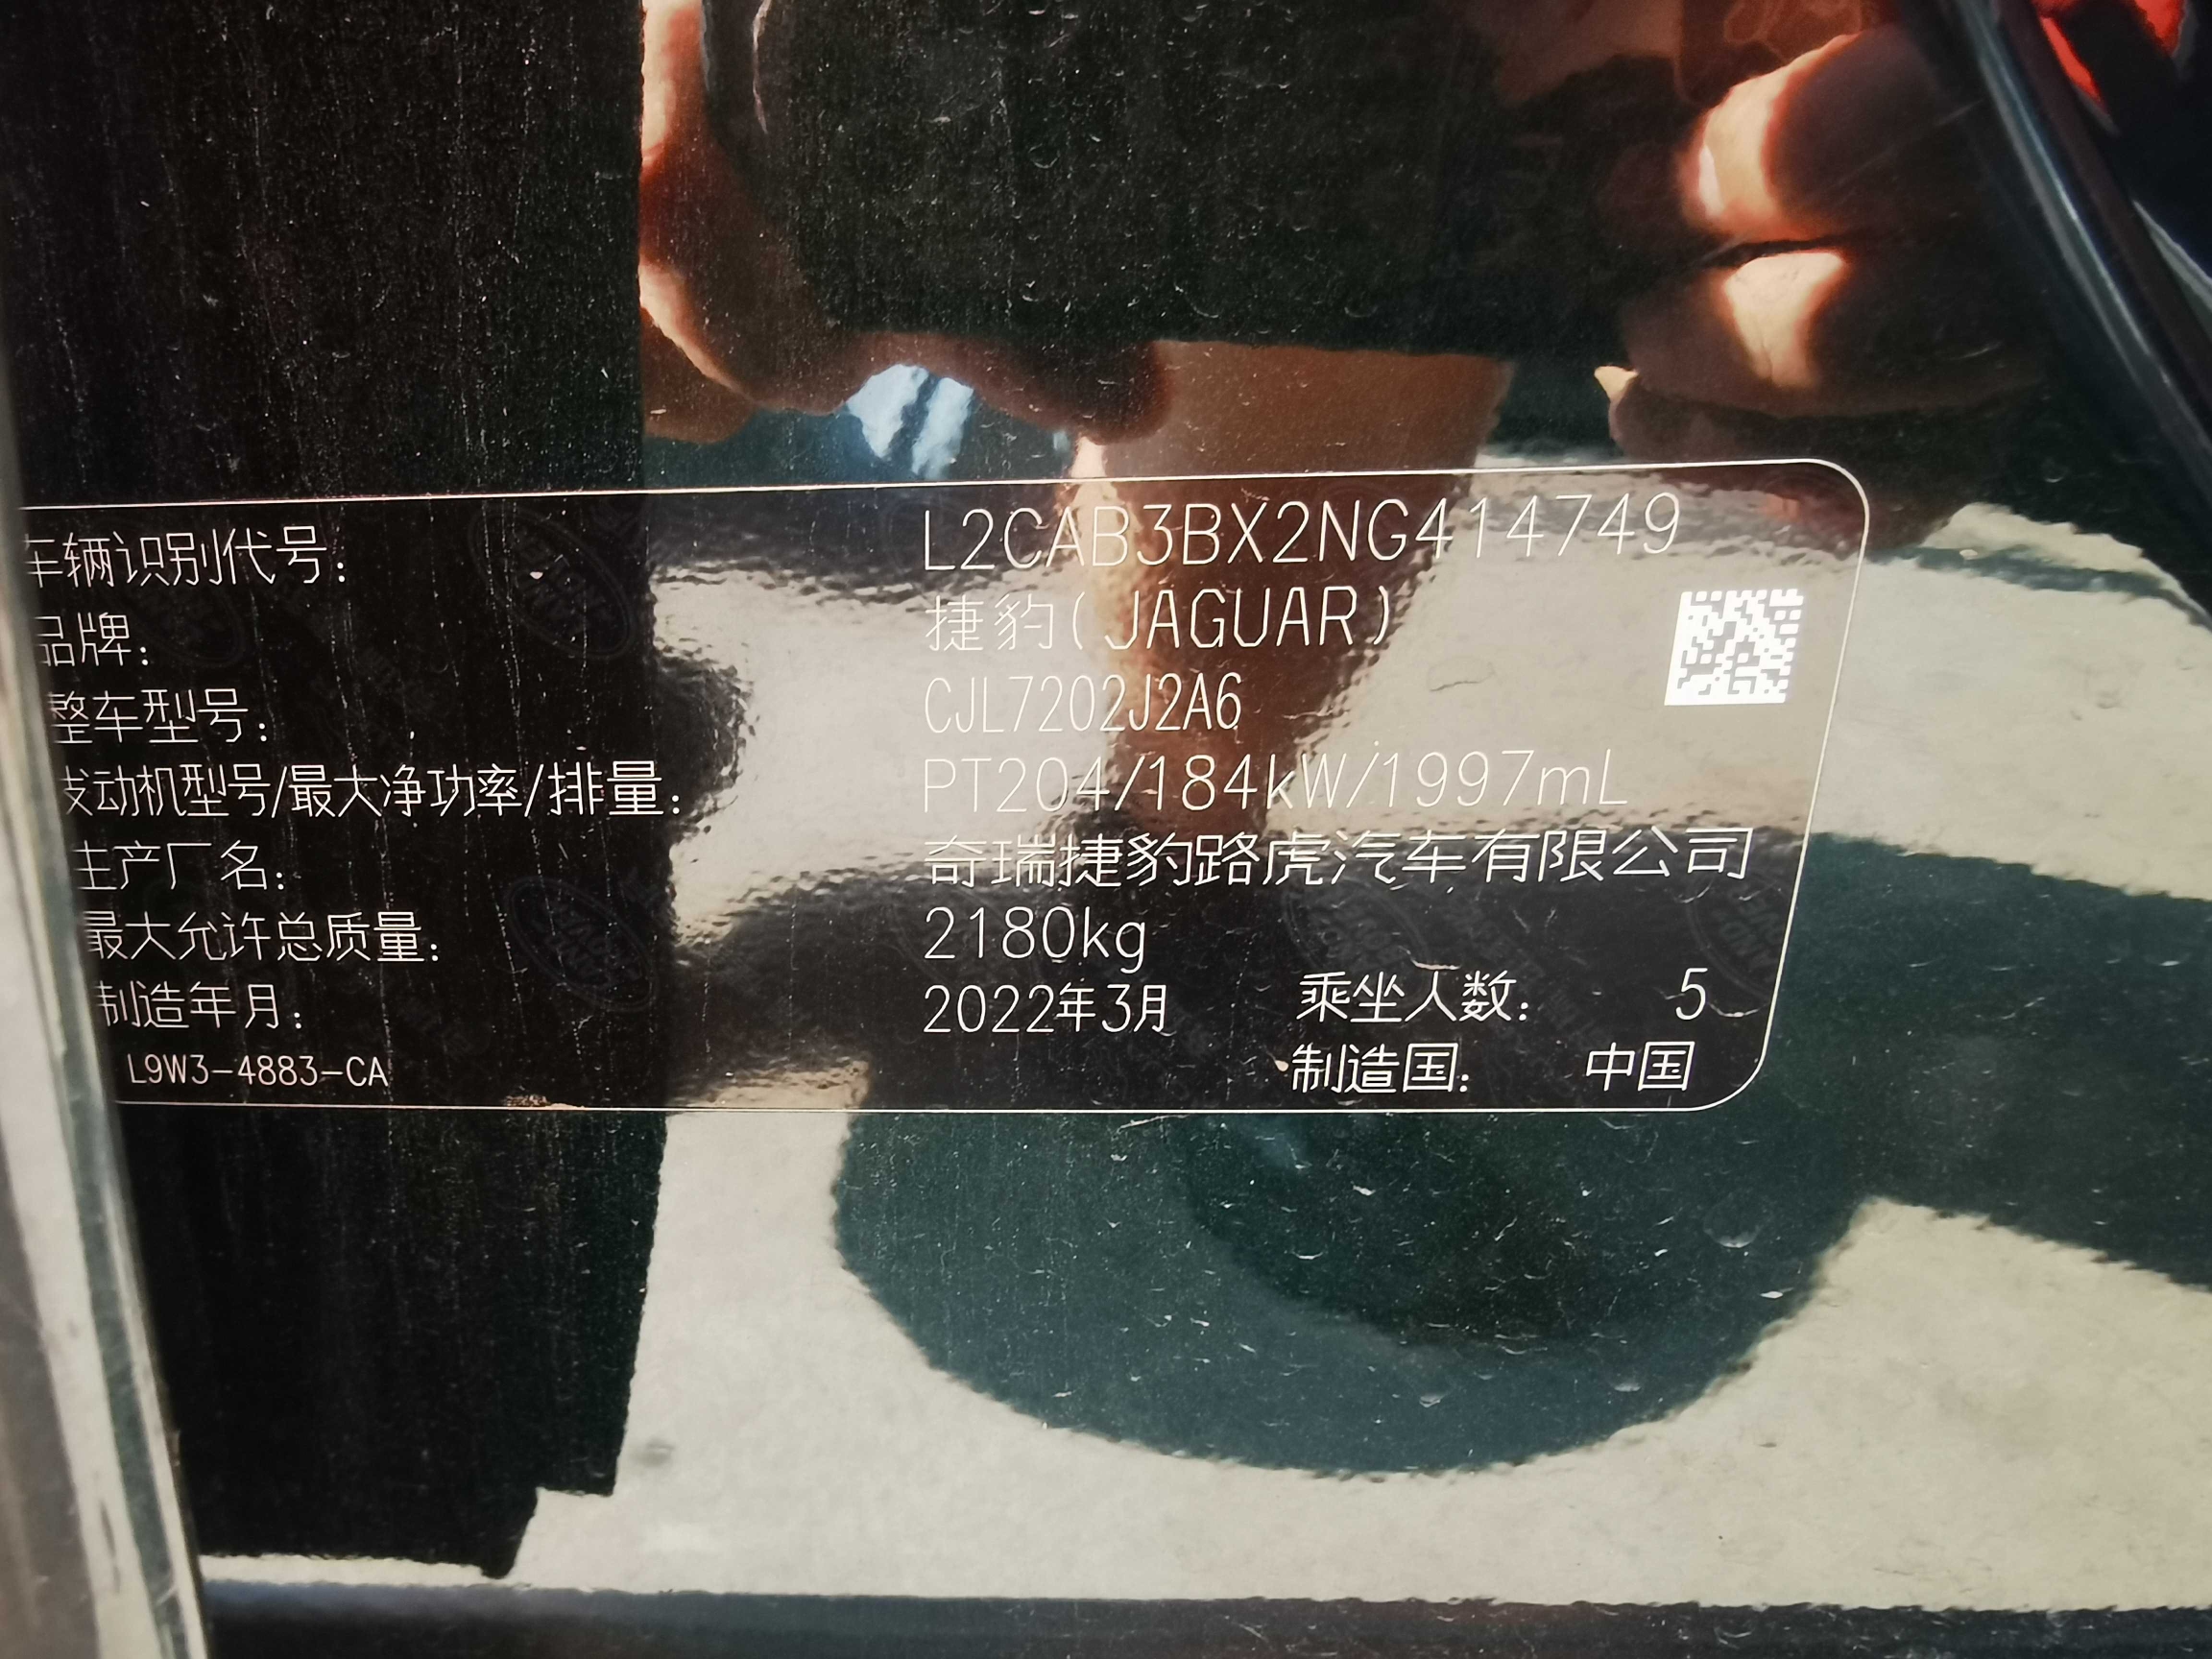 车辆识别代号: L2CAB3BX2NG414749
品牌: 捷豹(JAGUAR)
整车型号: CJL7202J2A6
发动机型号/最大净功率/排量: PT204/184kW/1997mL
生产厂名: 奇瑞捷豹路虎汽车有限公司
最大允许总质量: 2180kg
制造年月: 2022年3月 乘坐人数: 5
L9W3-4883-CA 制造国: 中国